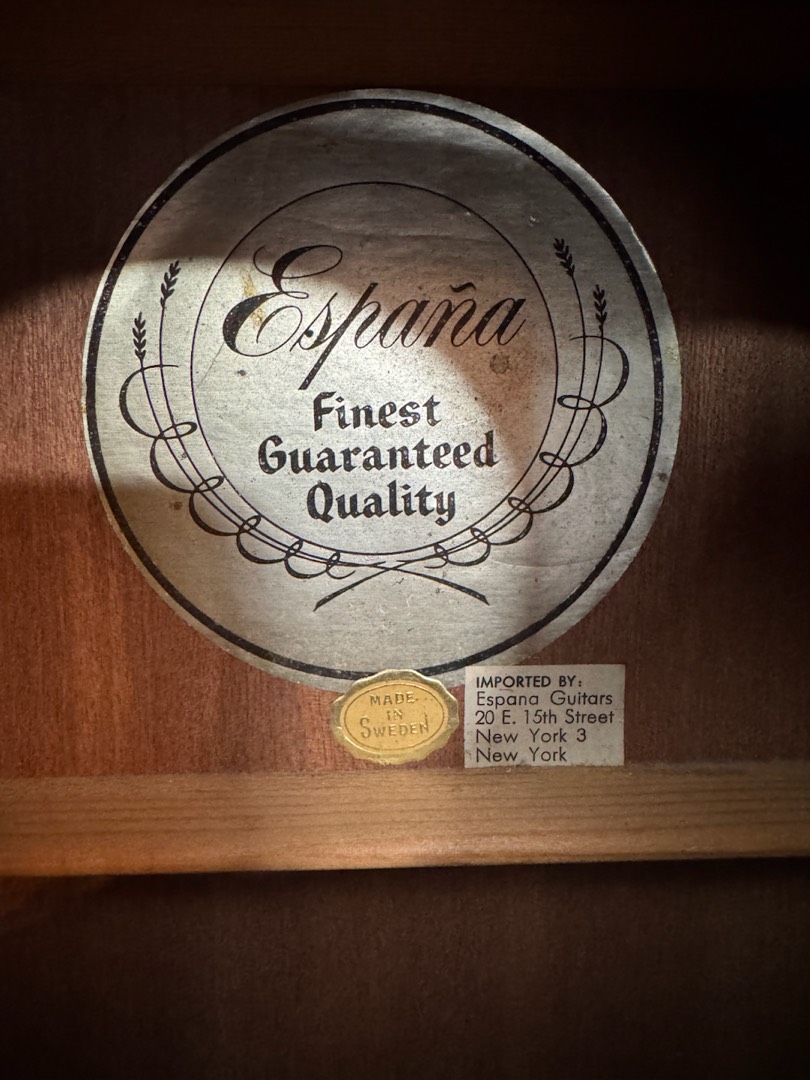 España
Finest
Guaranteed
Quality
MADE
IN
SWEDEN
IMPORTED BY:
Espana Guitars
20 E. 15th Street
New York 3
New York